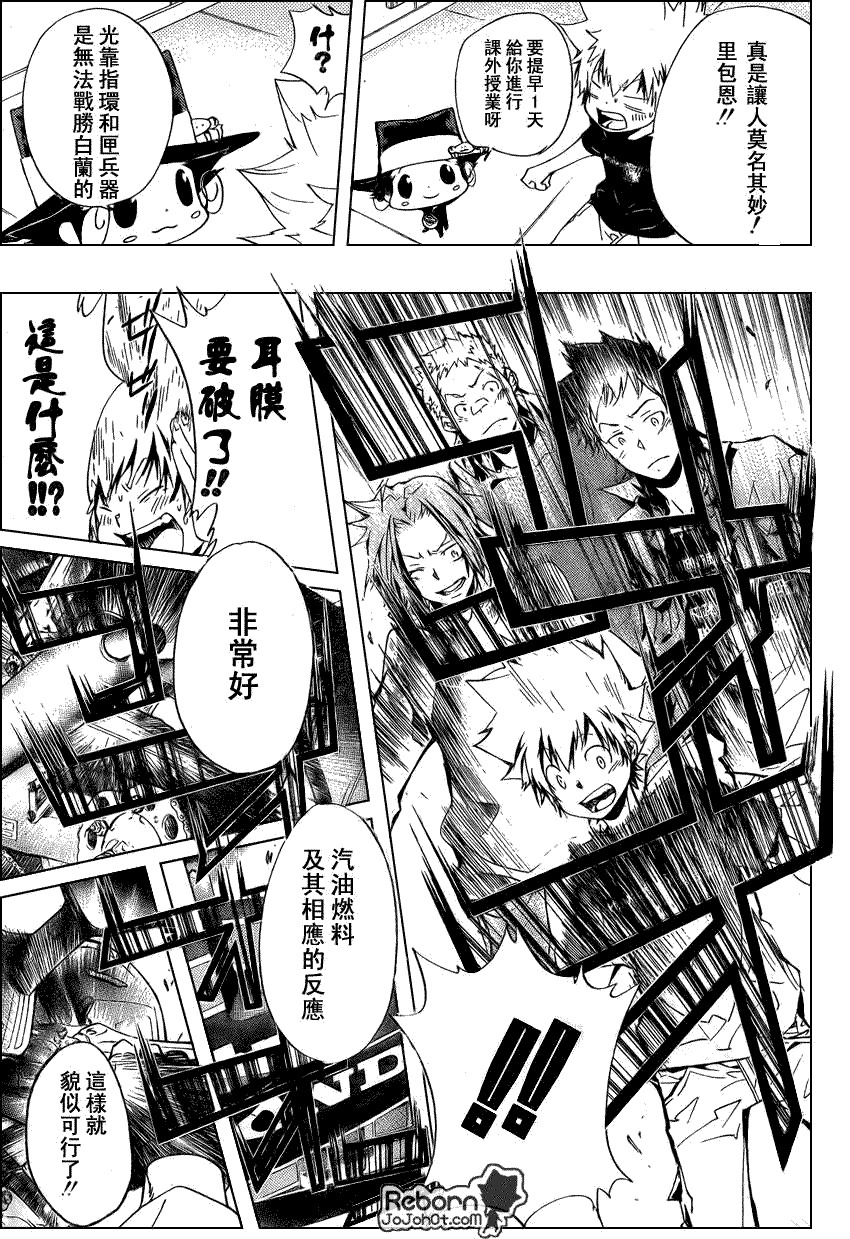 真是讓人莫名其妙！
里包恩!!
要提早1天
給你進行
課外授業呀
什？
光靠指環和匣兵器
是無法戰勝白蘭的
耳膜
要破了!!
這是什麼!!?
非常好
汽油燃料
及其相應的反應
!!
這樣就
貌似可行了!!
Reborn
JoJoHot.com